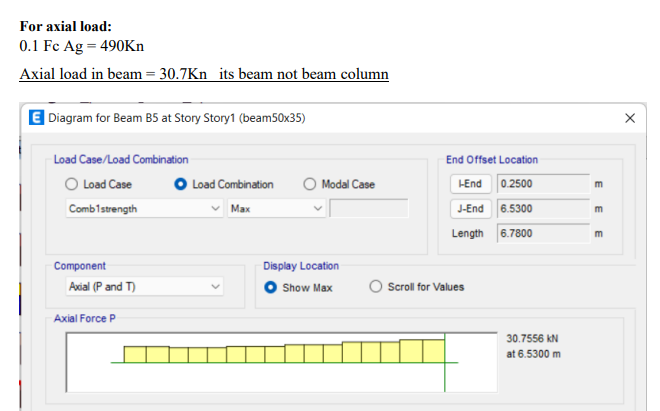 For axial load:
0.1 Fc Ag = 490Kn
Axial load in beam = 30.7Kn its beam not beam column
E Diagram for Beam B5 at Story Story1 (beam50x35)
Load Case/Load Combination
Load Case Load Combination Modal Case
Comb1strength Max
End Offset Location
I-End 0.2500 m
J-End 6.5300 m
Length 6.7800 m
Component
Axial (P and T)
Display Location
Show Max Scroll for Values
Axial Force P
30.7556 kN
at 6.5300 m